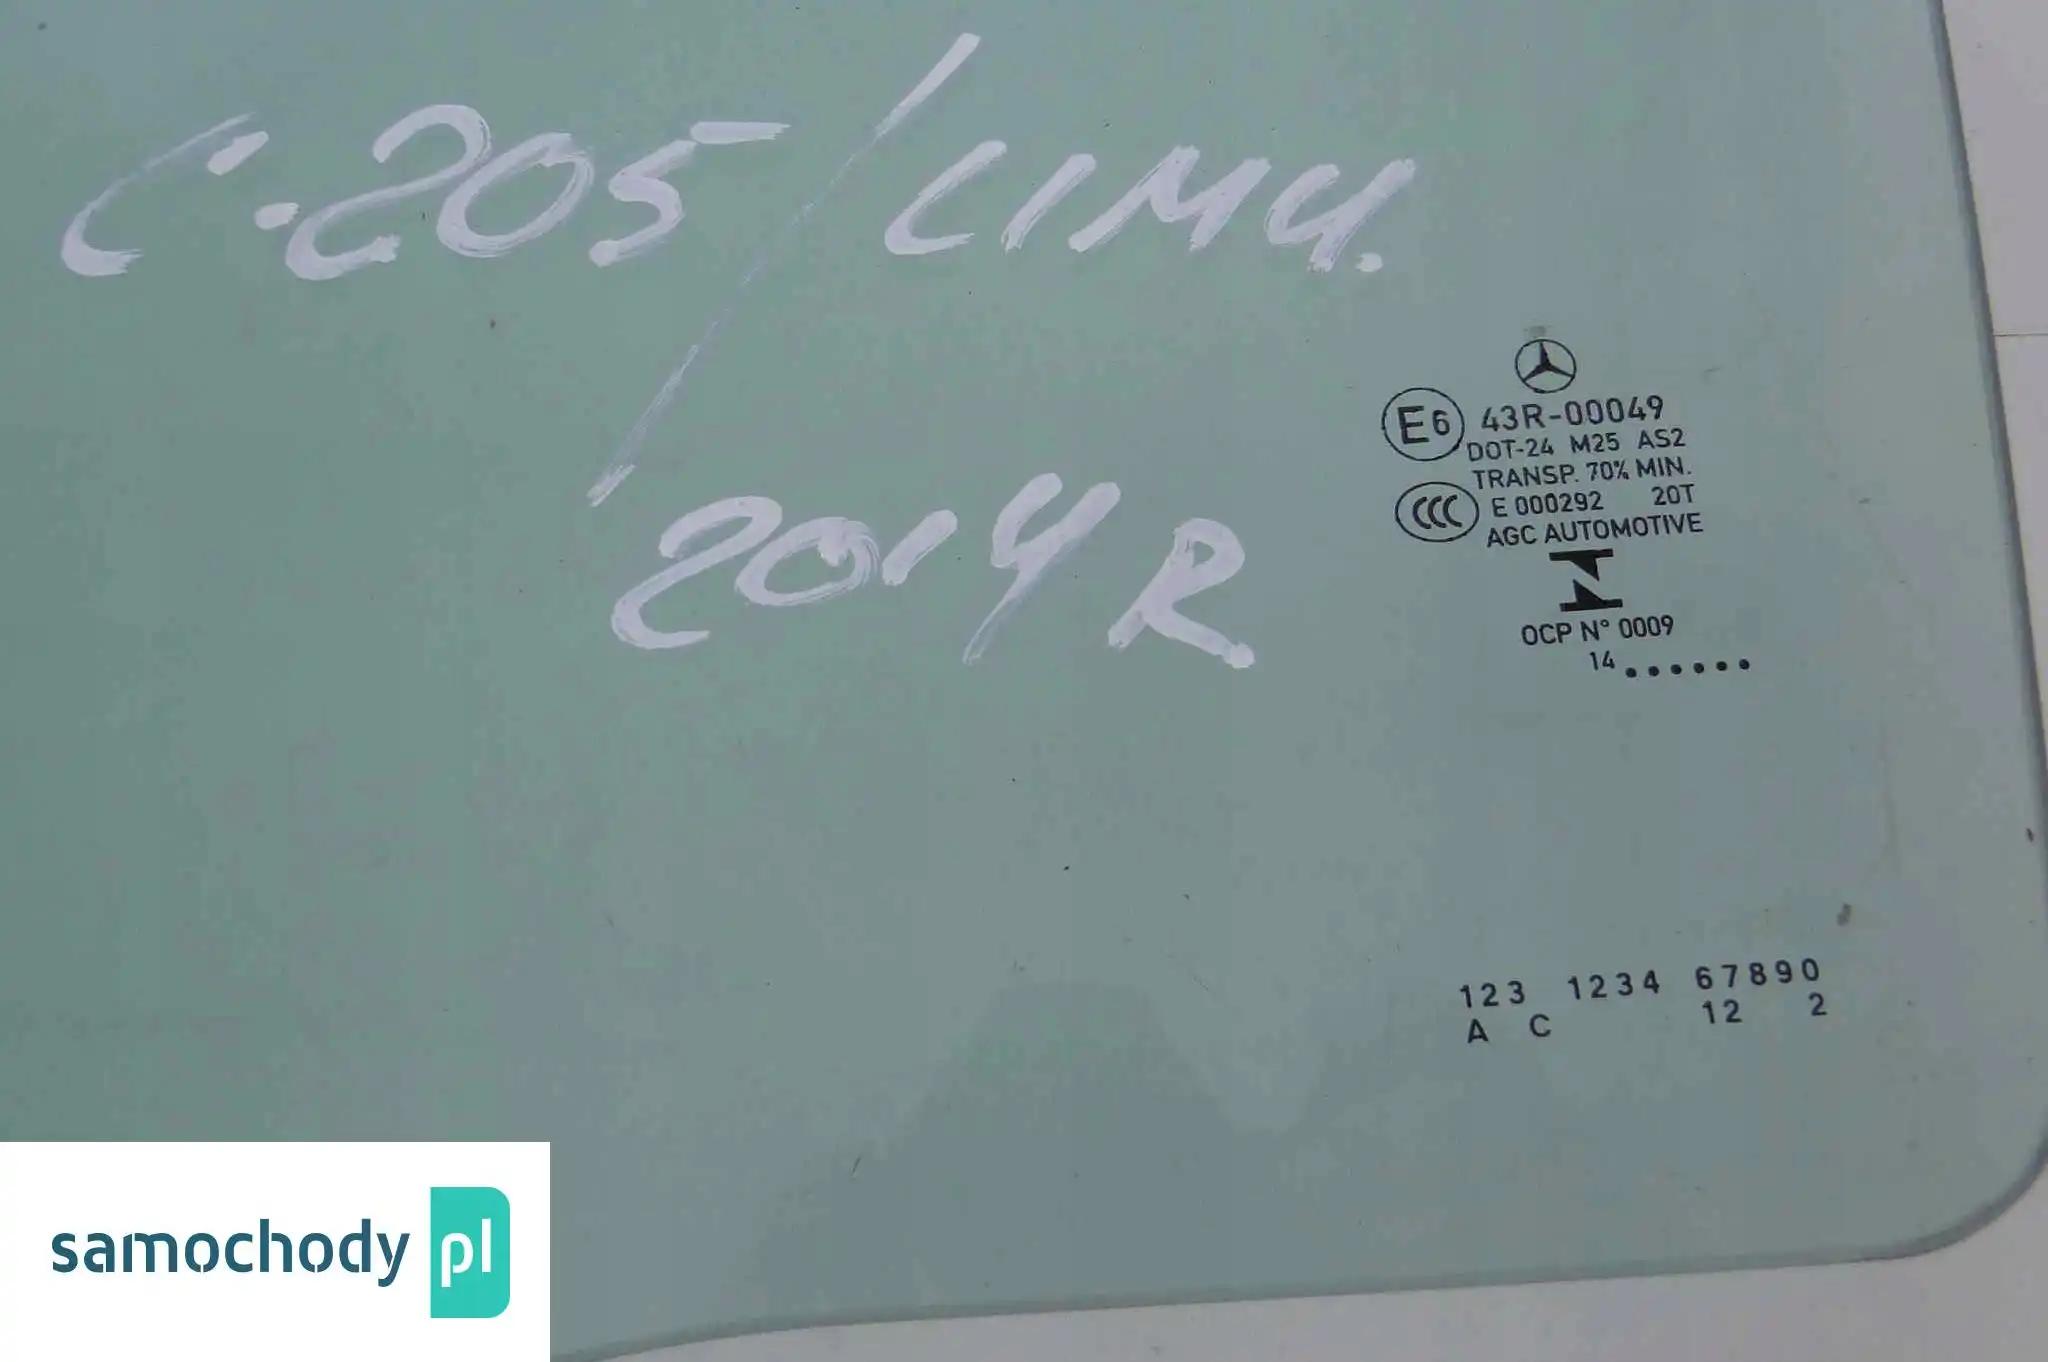 C.205/LIMU.
2014R.
E6 43R-00049
DOT-24 M25 AS2
TRANSP. 70% MIN.
CCC E 000292 20T
AGC AUTOMOTIVE
OCP N° 0009
14......
123 1234 67890
A C 12 2
samochody pl